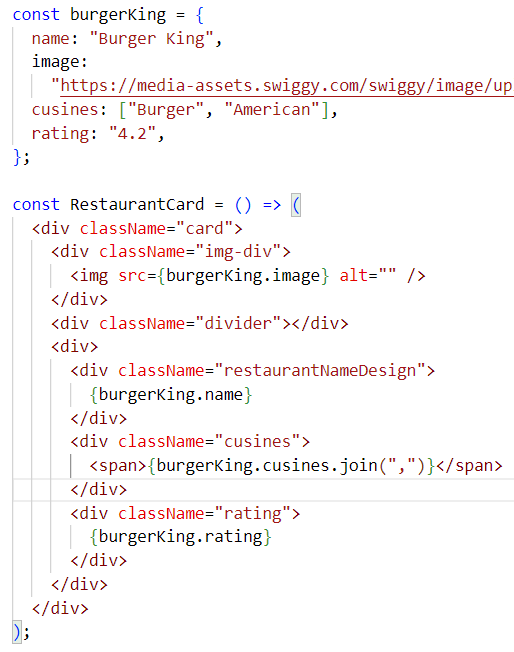 const burgerKing = {
  name: "Burger King",
  image:
    "https://media-assets.swiggy.com/swiggy/image/up
  cusines: ["Burger", "American"],
  rating: "4.2",
};

const RestaurantCard = () => (
  <div className="card">
    <div className="img-div">
      <img src={burgerKing.image} alt="" />
    </div>
    <div className="divider"></div>
    <div>
      <div className="restaurantNameDesign">
        {burgerKing.name}
      </div>
      <div className="cusines">
        <span>{burgerKing.cusines.join(",")}</span>
      </div>
      <div className="rating">
        {burgerKing.rating}
      </div>
    </div>
  </div>
);